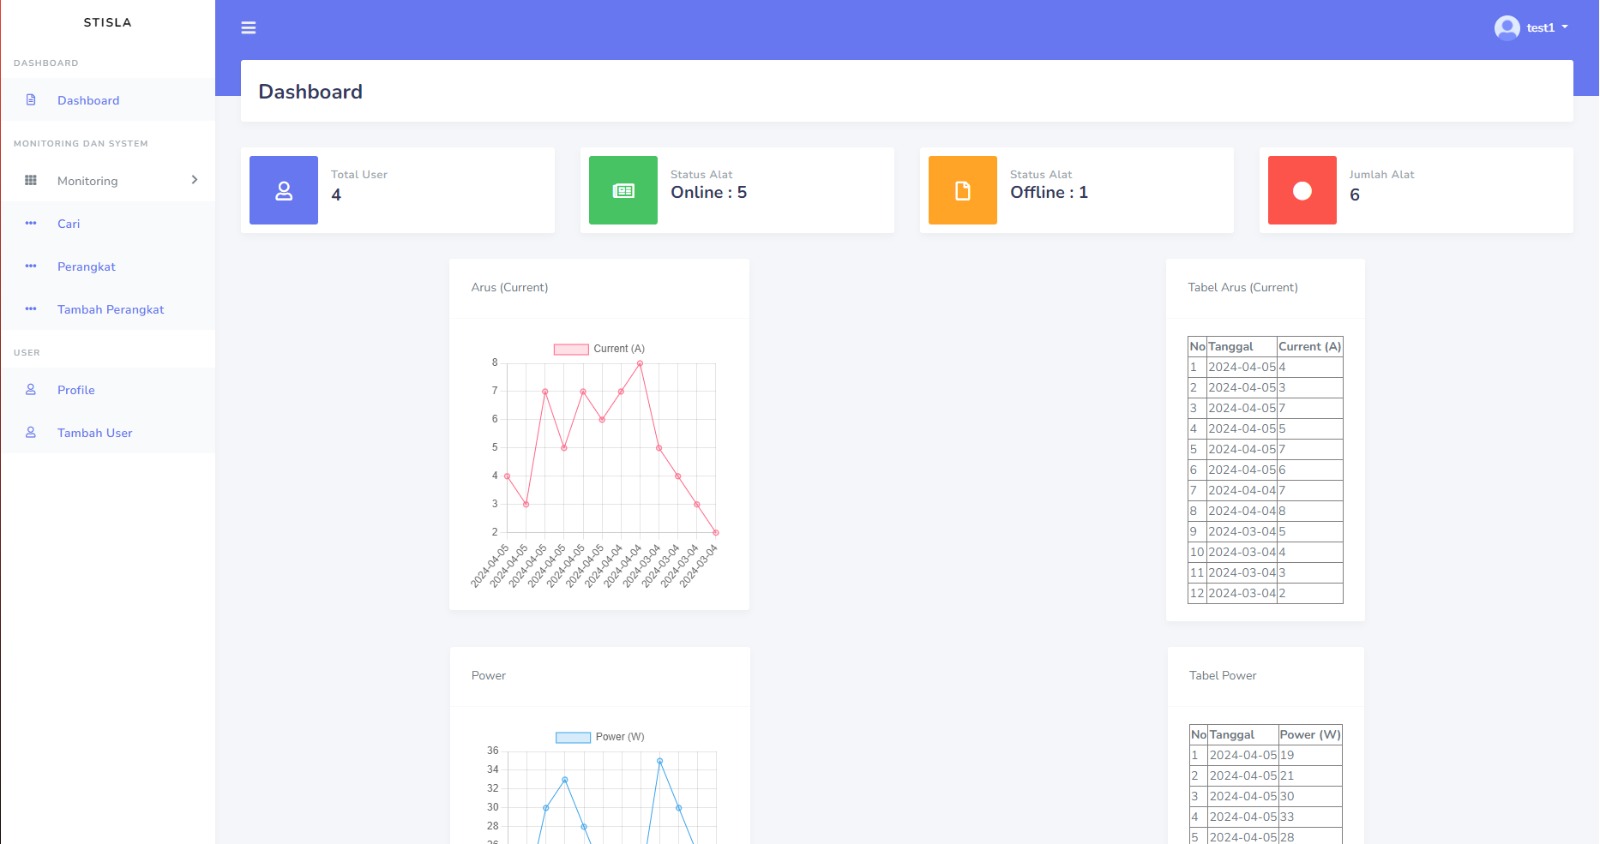 STISLA
test1
DASHBOARD
Dashboard
MONITORING DAN SYSTEM
Monitoring
Cari
Perangkat
Tambah Perangkat
USER
Profile
Tambah User
Dashboard
Total User
4
Status Alat
Online : 5
Status Alat
Offline : 1
Jumlah Alat
6
Arus (Current)
Current (A)
8
7
6
5
4
3
2
2024-04-05
2024-04-05
2024-04-05
2024-04-05
2024-04-05
2024-04-05
2024-04-04
2024-04-04
2024-03-04
2024-03-04
2024-03-04
2024-03-04
Tabel Arus (Current)
No Tanggal Current (A)
1 2024-04-05 4
2 2024-04-05 3
3 2024-04-05 7
4 2024-04-05 5
5 2024-04-05 7
6 2024-04-05 6
7 2024-04-04 7
8 2024-04-04 8
9 2024-03-04 5
10 2024-03-04 4
11 2024-03-04 3
12 2024-03-04 2
Power
Power (W)
36
34
32
30
28
Tabel Power
No Tanggal Power (W)
1 2024-04-05 19
2 2024-04-05 21
3 2024-04-05 30
4 2024-04-05 33
5 2024-04-05 28